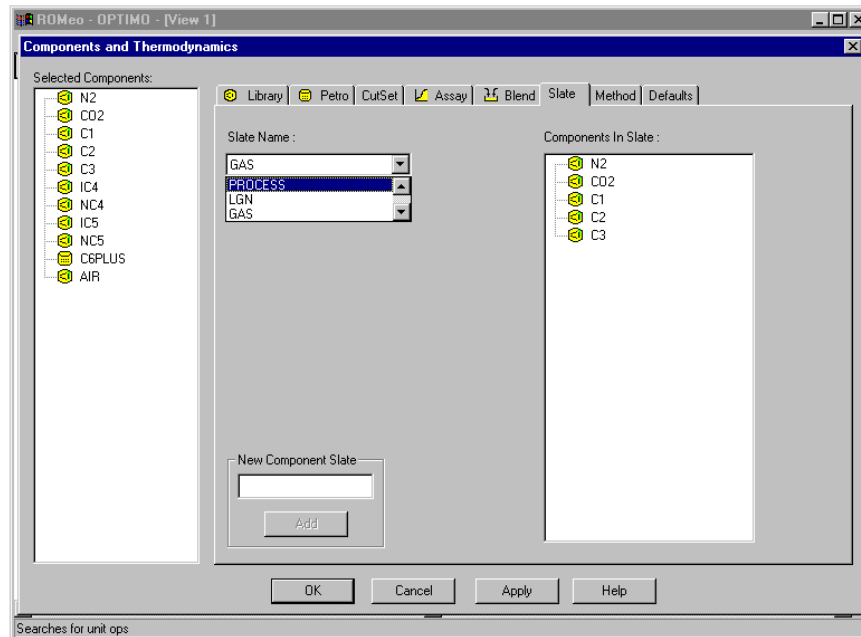 ROMeo - OPTIMO - [View 1]
Components and Thermodynamics
Selected Components:
N2
CO2
C1
C2
C3
IC4
NC4
IC5
NC5
C6PLUS
AIR
Library Petro CutSet Assay Blend Slate Method Defaults
Slate Name :
GAS
PROCESS
LGN
GAS
Components In Slate :
N2
CO2
C1
C2
C3
New Component Slate
Add
OK Cancel Apply Help
Searches for unit ops